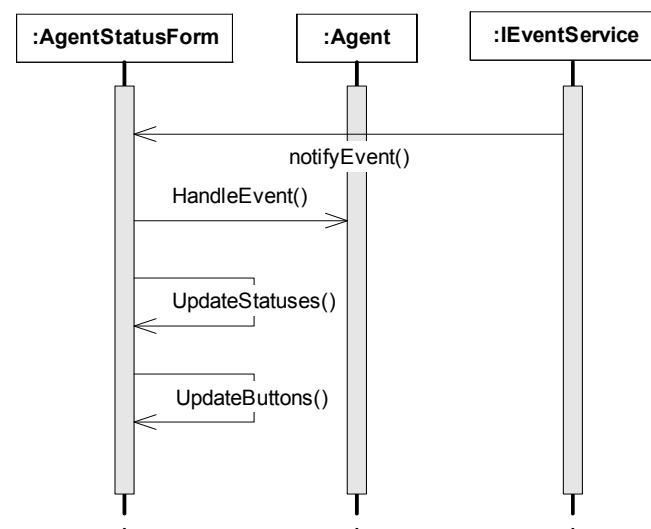 :AgentStatusForm
:Agent
:IEventService
notifyEvent()
HandleEvent()
UpdateStatuses()
UpdateButtons()